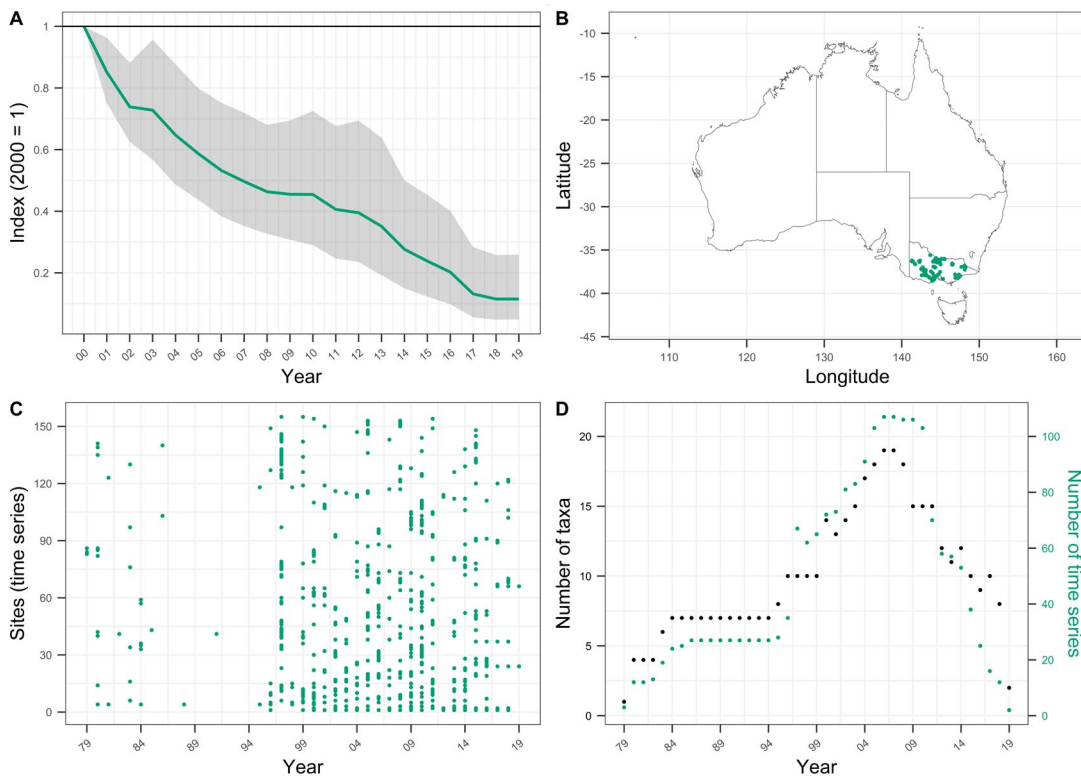 A
1
0.8
0.6
0.4
0.2
Index (2000 = 1)
00 01 02 03 04 05 06 07 08 09 10 11 12 13 14 15 16 17 18 19
Year
B
-10
-15
-20
-25
-30
-35
-40
-45
Latitude
110 120 130 140 150 160
Longitude
C
150
120
90
60
30
0
Sites (time series)
79 84 89 94 99 04 09 14 19
Year
D
20
15
10
5
0
Number of taxa
100
80
60
40
20
0
Number of time
series
79 84 89 94 99 04 09 14 19
Year